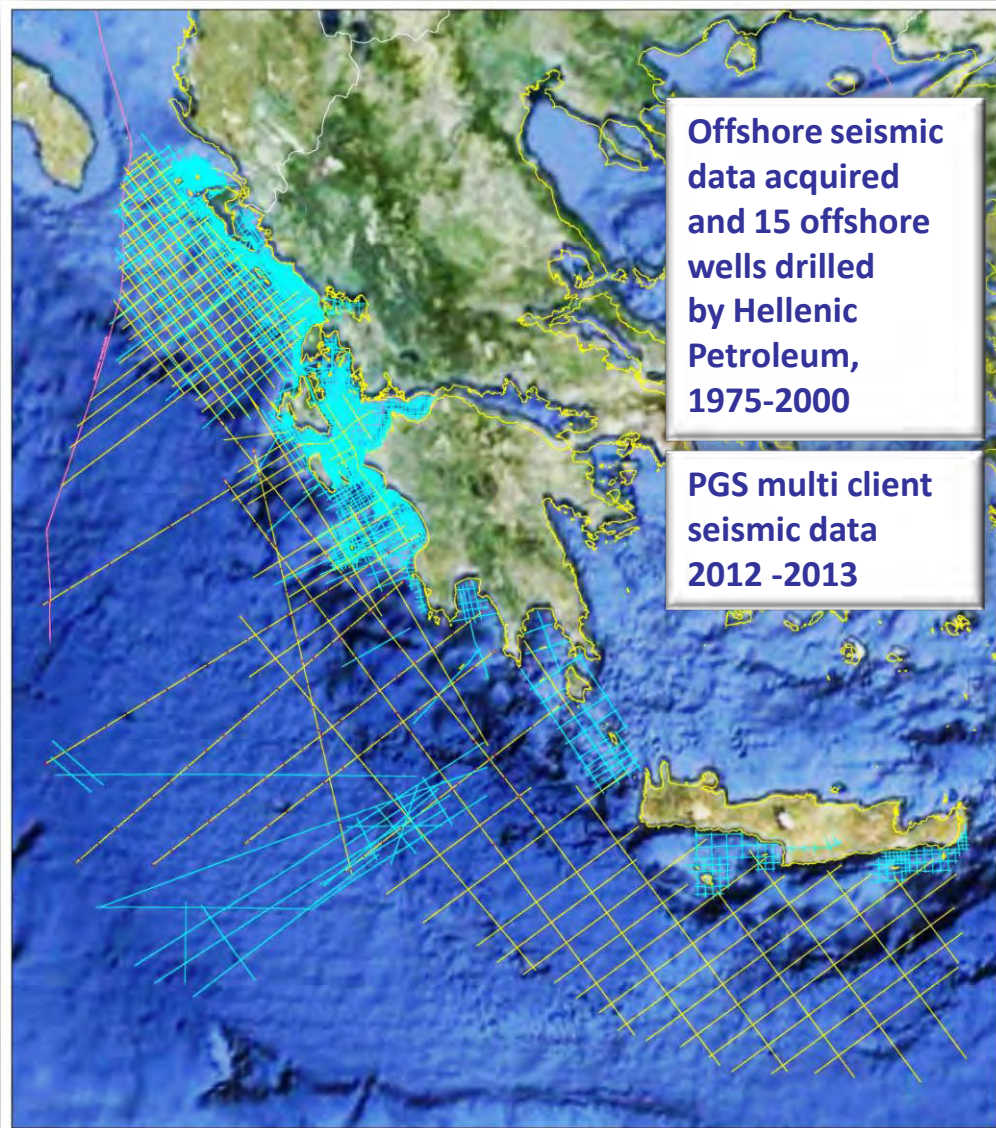 Offshore seismic
data acquired
and 15 offshore
wells drilled
by Hellenic
Petroleum,
1975-2000
PGS multi client
seismic data
2012 -2013